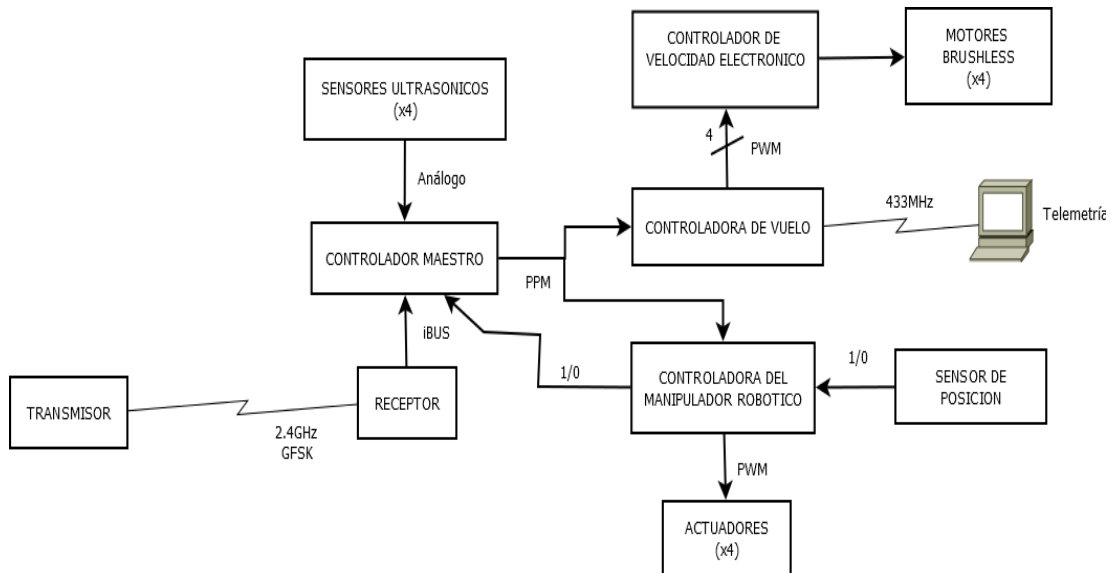 CONTROLADOR DE
VELOCIDAD ELECTRONICO
MOTORES
BRUSHLESS
(x4)
SENSORES ULTRASONICOS
(x4)
4
PWM
Análogo
CONTROLADORA DE VUELO
433MHz
Telemetría
CONTROLADOR MAESTRO
PPM
iBUS
1/0
CONTROLADORA DEL
MANIPULADOR ROBOTICO
1/0
SENSOR DE
POSICION
TRANSMISOR
2.4GHz
GFSK
RECEPTOR
PWM
ACTUADORES
(x4)